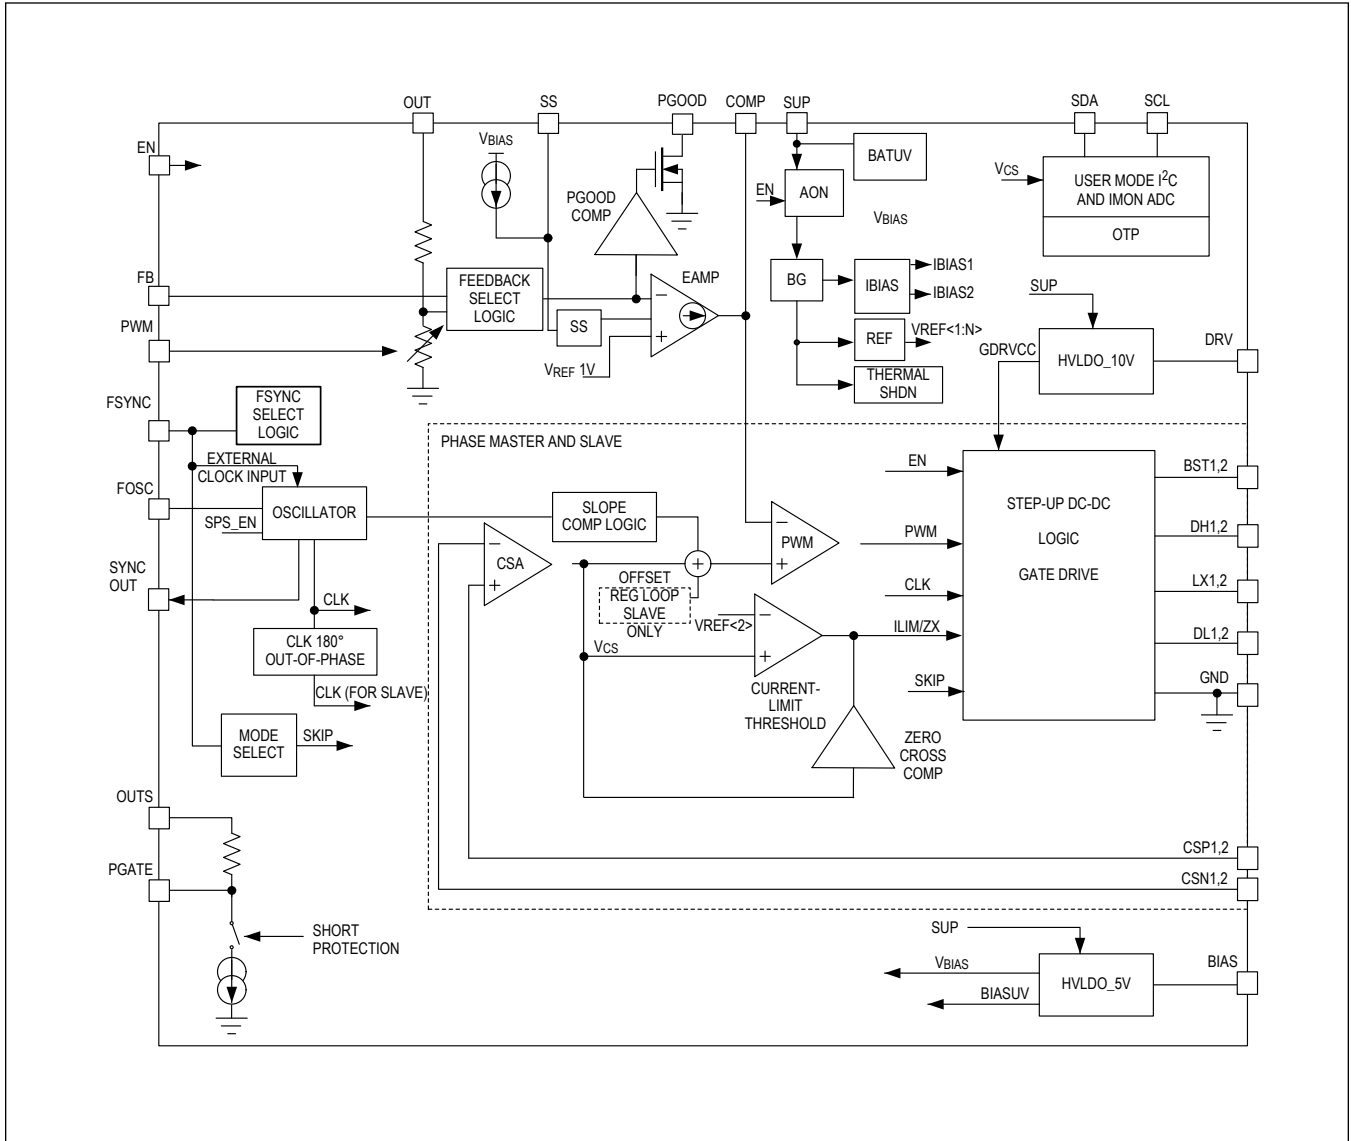 OUT
SS
PGOOD
COMP
SUP
SDA
SCL
EN
VBIAS
PGOOD
COMP
BATUV
EN
AON
VBIAS
VCS
USER MODE I²C
AND IMON ADC
OTP
FB
FEEDBACK
SELECT
LOGIC
EAMP
−
+
SS
VREF 1V
BG
IBIAS
IBIAS1
IBIAS2
REF
VREF<1:N>
THERMAL
SHDN
SUP
GDRVCC
HVLDO_10V
DRV
PWM
FSYNC
FSYNC
SELECT
LOGIC
EXTERNAL
CLOCK INPUT
FOSC
SPS_EN
OSCILLATOR
SYNC
OUT
CLK
CLK 180°
OUT-OF-PHASE
CLK (FOR SLAVE)
MODE
SELECT
SKIP
PHASE MASTER AND SLAVE
SLOPE
COMP LOGIC
−
CSA
+
+
OFFSET
REG LOOP
SLAVE
ONLY
−
PWM
+
VREF<2>
−
+
VCS
CURRENT-
LIMIT
THRESHOLD
ZERO
CROSS
COMP
EN
PWM
CLK
ILIM/ZX
SKIP
STEP-UP DC-DC
LOGIC
GATE DRIVE
BST1,2
DH1,2
LX1,2
DL1,2
GND
OUTS
PGATE
SHORT
PROTECTION
CSP1,2
CSN1,2
SUP
VBIAS
BIASUV
HVLDO_5V
BIAS